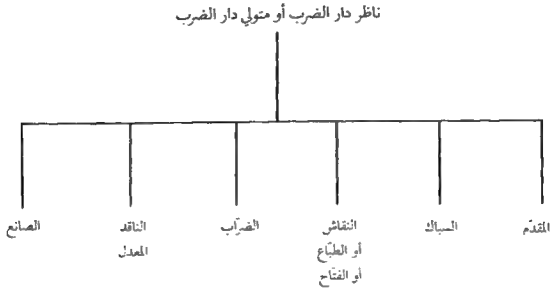 ناظر دار الضرب أو متولي دار الضرب
المقدّم
السباك
النقاش
أو الطبّاع
أو الفتّاح
الضرّاب
الناقد
المعدل
الصانع